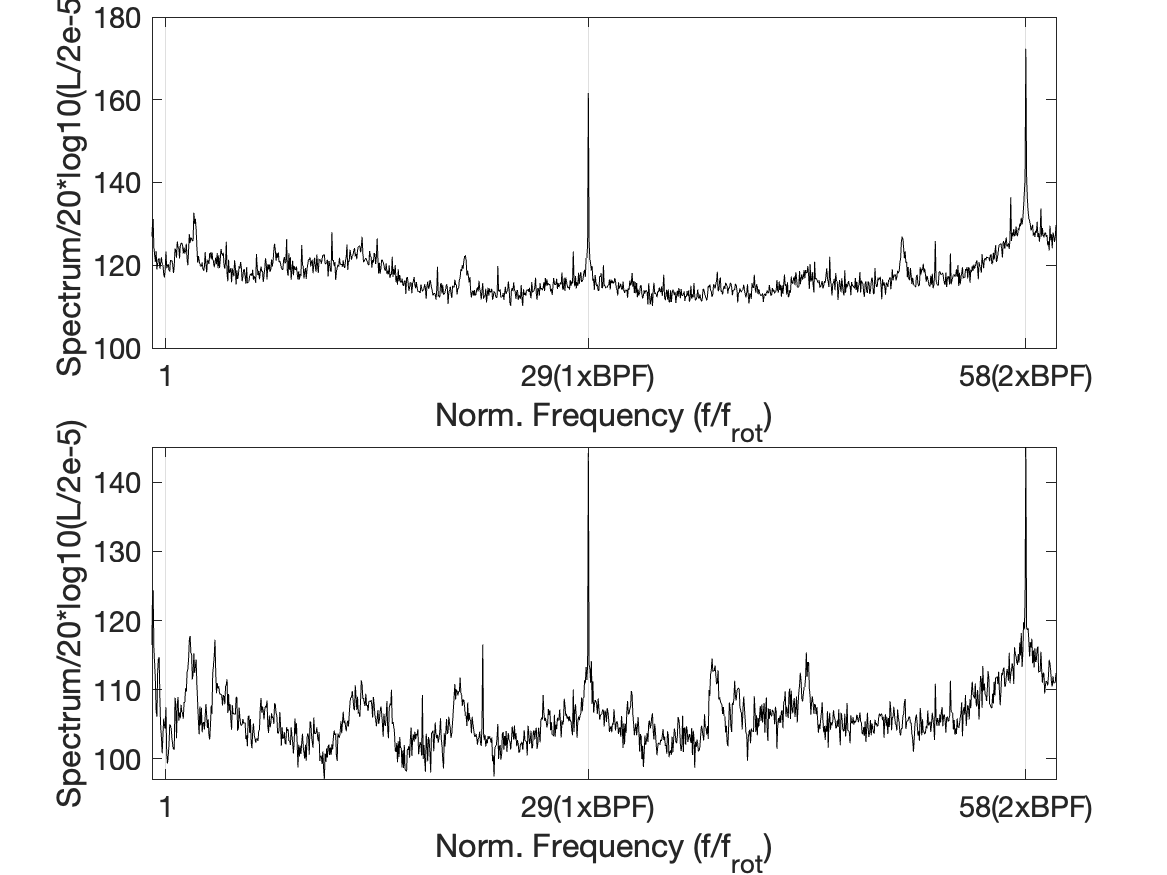 Spectrum/20*log10(L/2e-5
180
160
140
120
100
1
29(1xBPF)
58(2xBPF)
Norm. Frequency (f/frot)
Spectrum/20*log10(L/2e-5)
140
130
120
110
100
1
29(1xBPF)
58(2xBPF)
Norm. Frequency (f/frot)